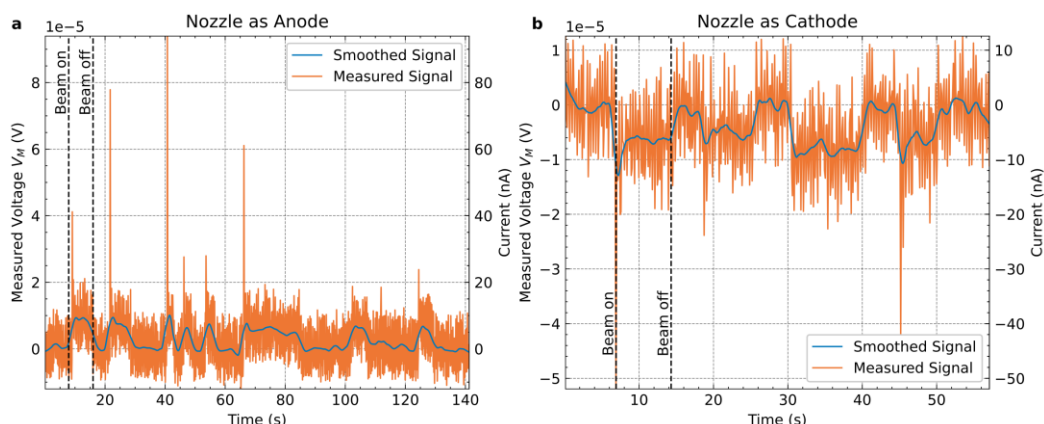 a
Nozzle as Anode
1e−5
Smoothed Signal
Measured Signal
Beam on
Beam off
8
6
4
2
0
80
60
40
20
0
Measured Voltage V_M (V)
Current (nA)
20
40
60
80
100
120
140
Time (s)
b
Nozzle as Cathode
1e−5
1
0
−1
−2
−3
−4
−5
10
0
−10
−20
−30
−40
−50
Measured Voltage V_M (V)
Current (nA)
Beam on
Beam off
Smoothed Signal
Measured Signal
0
10
20
30
40
50
Time (s)